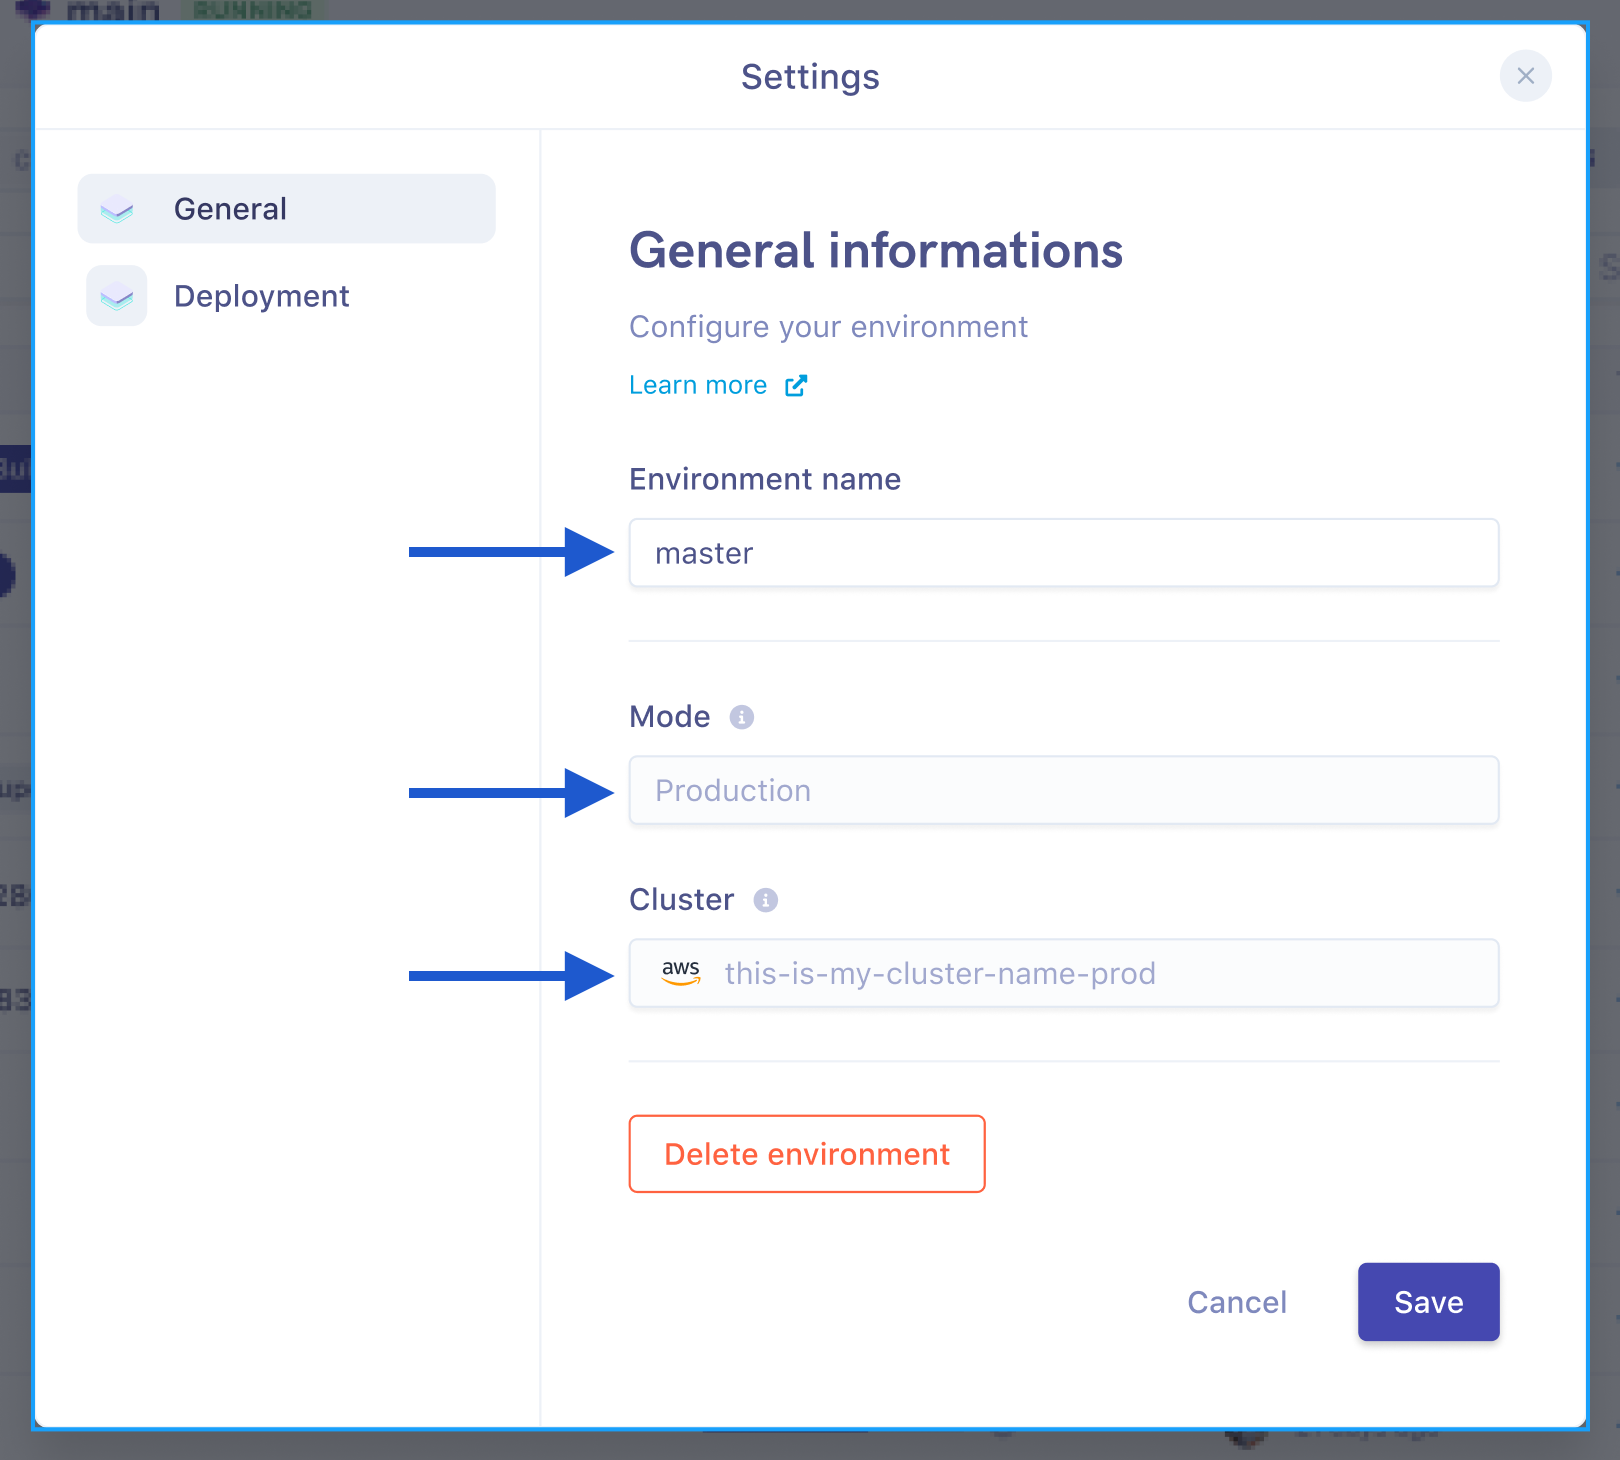 main RUNNING
Settings
General
Deployment
General informations
Configure your environment
Learn more
Environment name
master
Mode
Production
Cluster
aws this-is-my-cluster-name-prod
Delete environment
Cancel Save